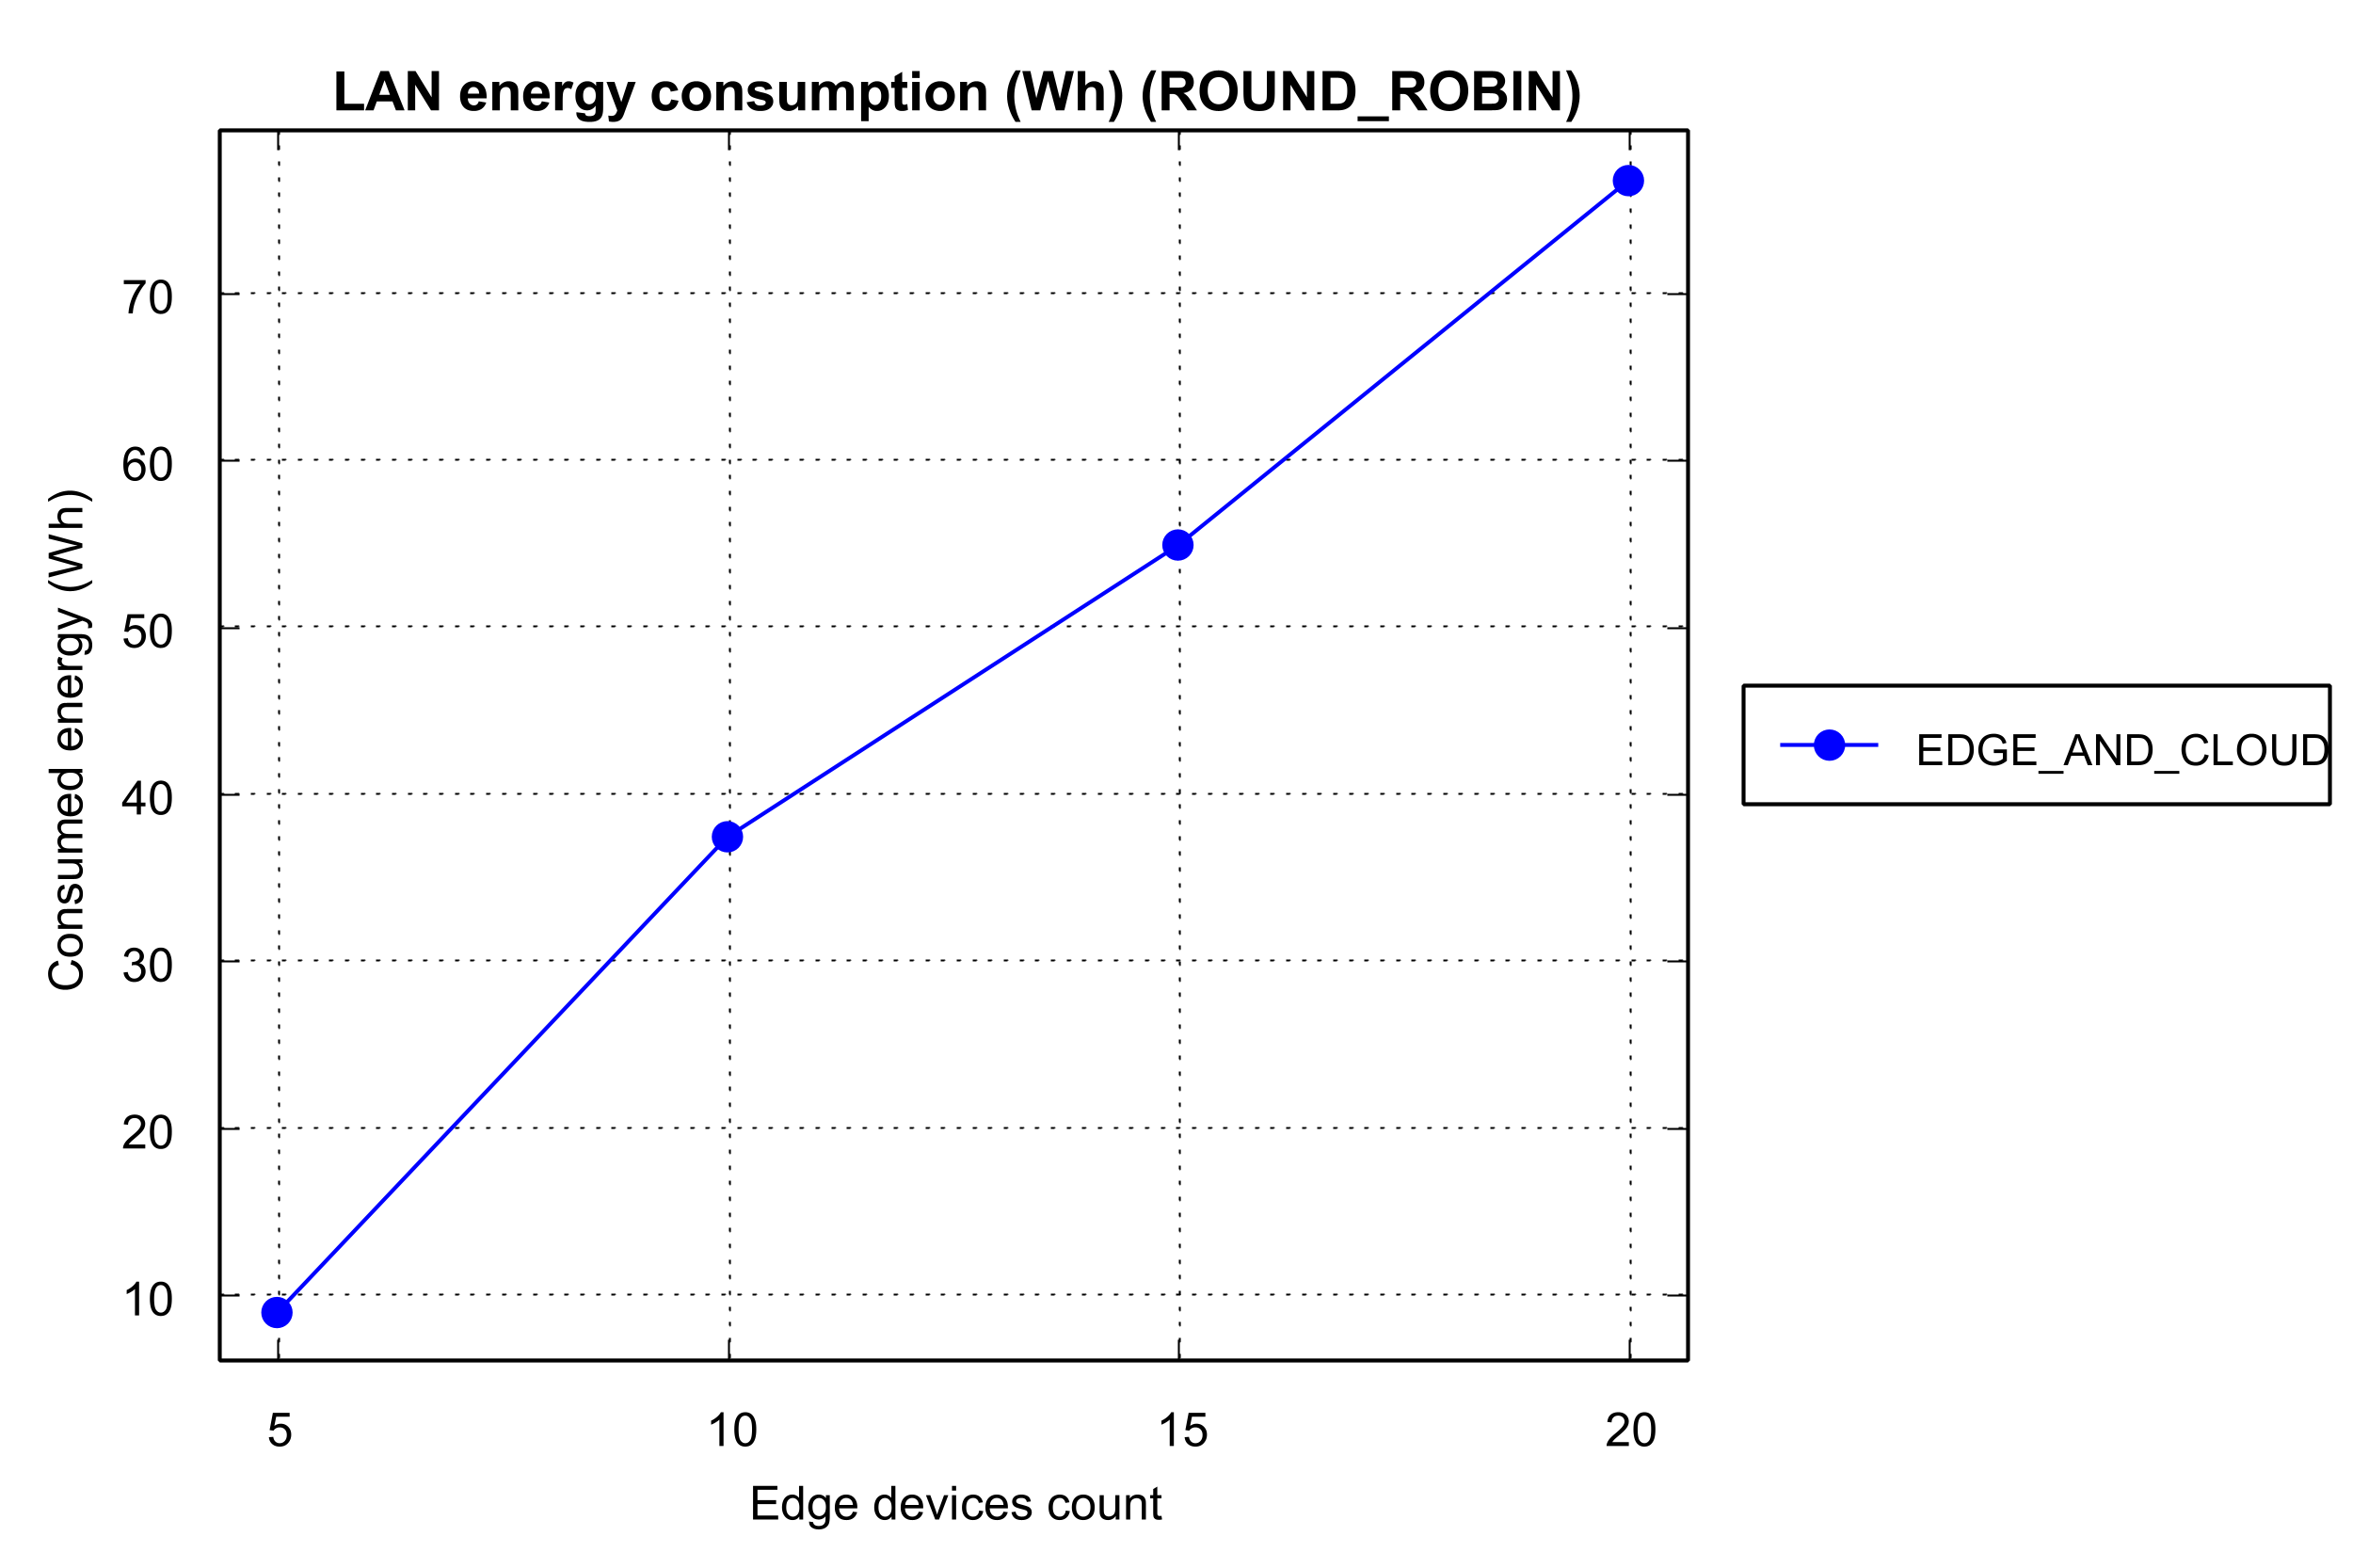 LAN energy consumption (Wh) (ROUND_ROBIN)
70
60
50
40
30
20
10
Consumed energy (Wh)
5 10 15 20
Edge devices count
EDGE_AND_CLOUD